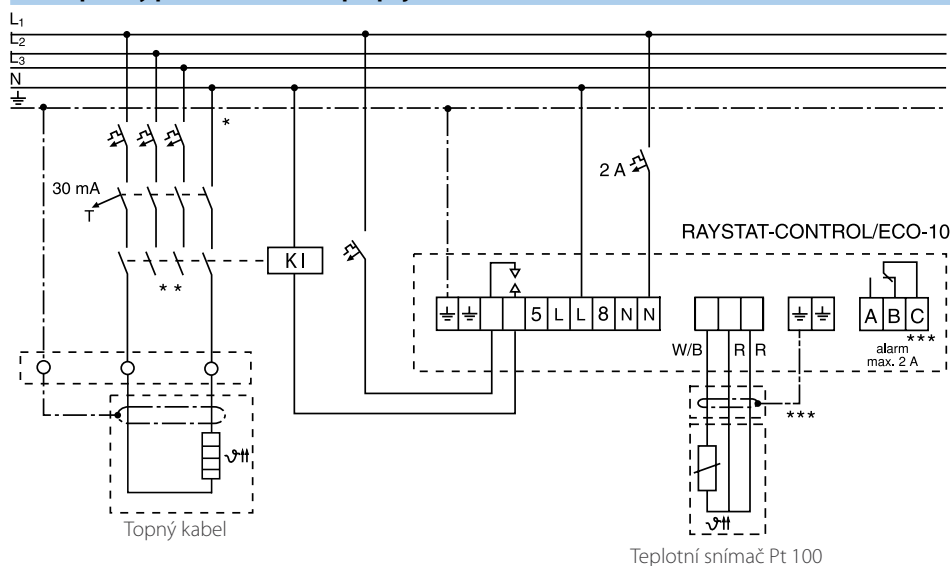 L₁
L₂
L₃
N
*
30 mA
T
2 A
RAYSTAT-CONTROL/ECO-10
K I
* *
5 L L 8 N N
A B C
W/B R R
***
alarm
max. 2 A
***
ϑ
ϑ
Topný kabel
Teplotní snímač Pt 100